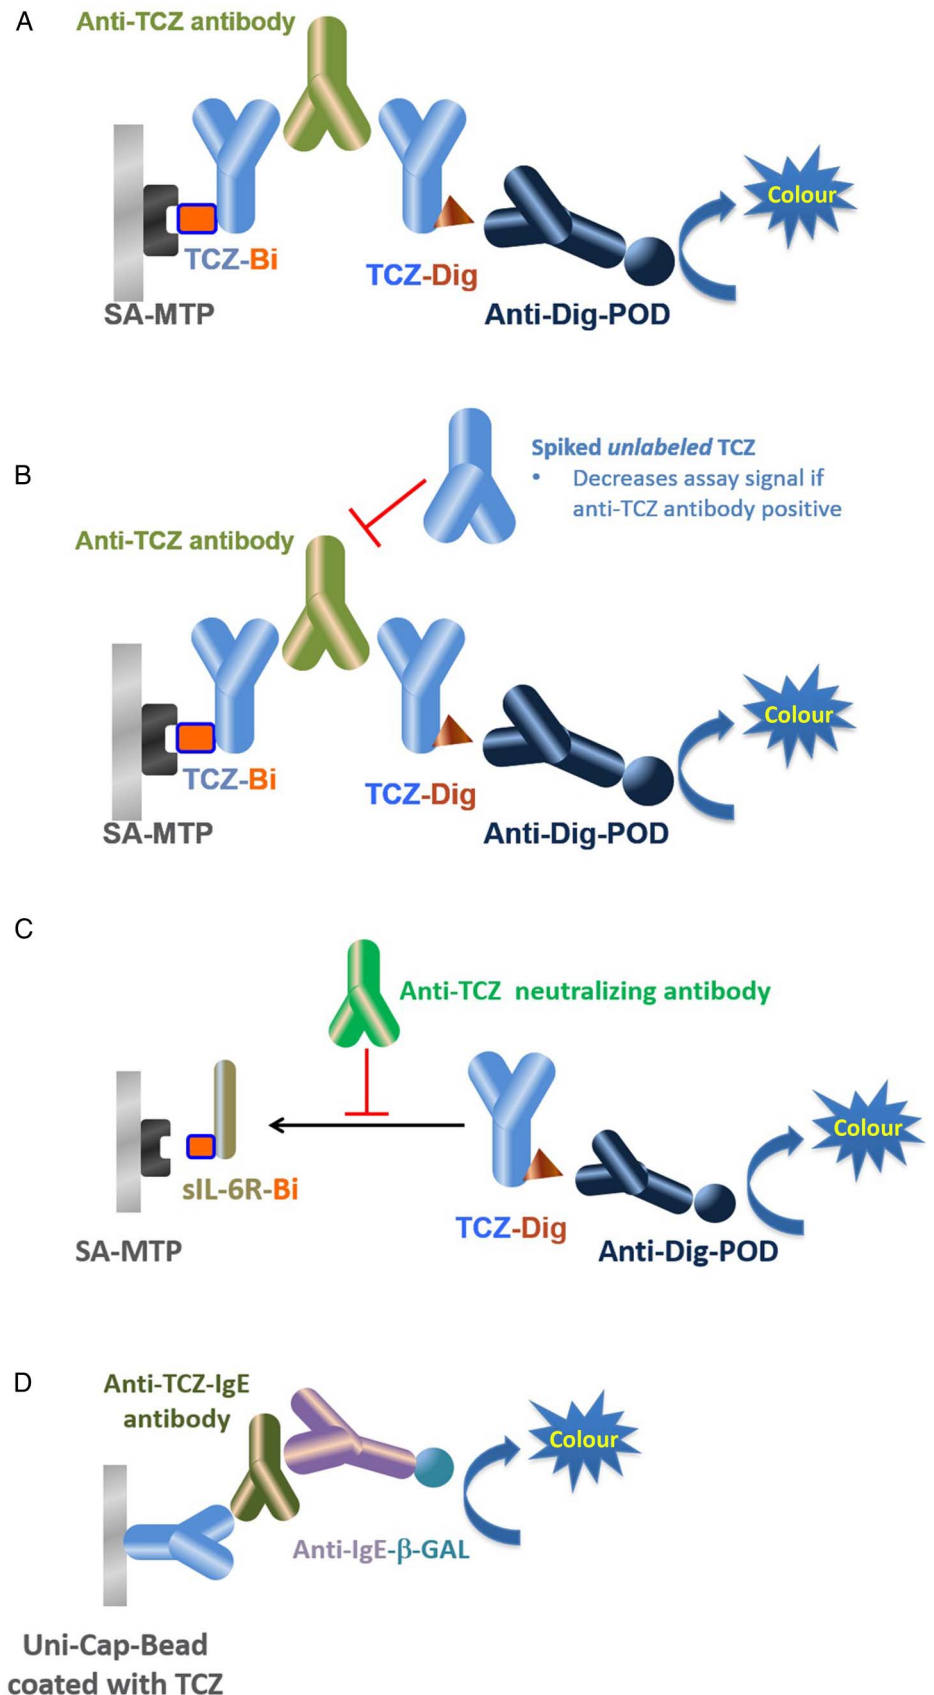 A
Anti-TCZ antibody
Colour
TCZ-Bi
TCZ-Dig
SA-MTP
Anti-Dig-POD
B
Spiked unlabeled TCZ
• Decreases assay signal if
anti-TCZ antibody positive
Anti-TCZ antibody
Colour
TCZ-Bi
TCZ-Dig
SA-MTP
Anti-Dig-POD
C
Anti-TCZ neutralizing antibody
Colour
sIL-6R-Bi
TCZ-Dig
SA-MTP
Anti-Dig-POD
D
Anti-TCZ-IgE
antibody
Colour
Anti-IgE-β-GAL
Uni-Cap-Bead
coated with TCZ